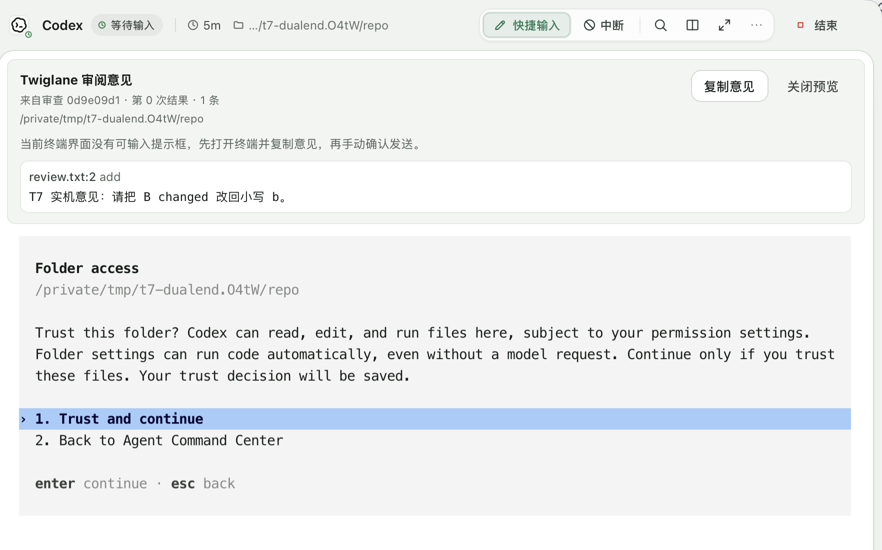 Codex 等待输入 5m .../t7-dualend.O4tW/repo 快捷输入 中断 ... 结束
Twiglane 审阅意见
复制意见 关闭预览
来自审查 0d9e09d1 · 第 0 次结果 · 1 条
/private/tmp/t7-dualend.O4tW/repo
当前终端界面没有可输入提示框，先打开终端并复制意见，再手动确认发送。
review.txt:2 add
T7 实机意见：请把 B changed 改回小写 b。
Folder access
/private/tmp/t7-dualend.O4tW/repo
Trust this folder? Codex can read, edit, and run files here, subject to your permission settings.
Folder settings can run code automatically, even without a model request. Continue only if you trust
these files. Your trust decision will be saved.
› 1. Trust and continue
2. Back to Agent Command Center
enter continue · esc back